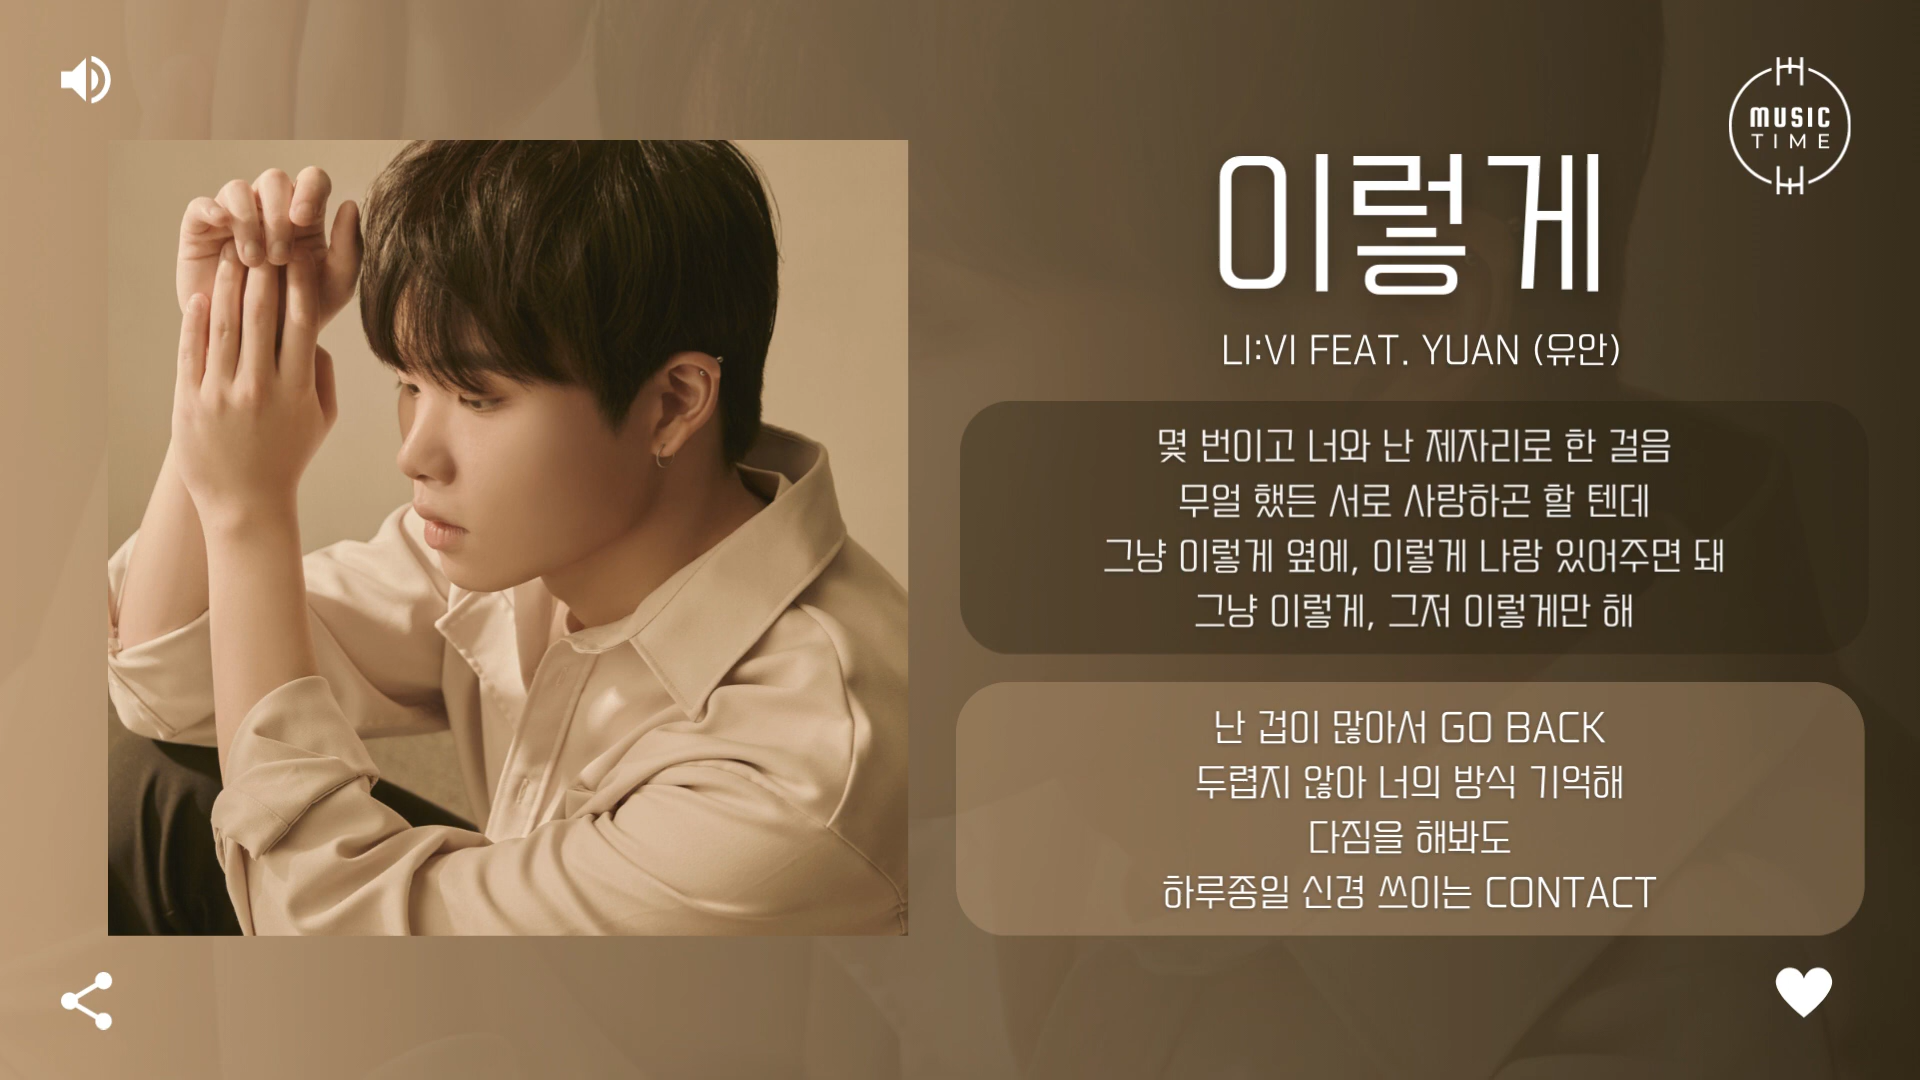 MUSIC
TIME
이렇게
LI:VI FEAT. YUAN (유안)
몇 번이고 너와 난 제자리로 한 걸음
무얼 했든 서로 사랑하곤 할 텐데
그냥 이렇게 옆에, 이렇게 나랑 있어주면 돼
그냥 이렇게, 그저 이렇게만 해
난 겁이 많아서 GO BACK
두렵지 않아 너의 방식 기억해
다짐을 해봐도
하루종일 신경 쓰이는 CONTACT